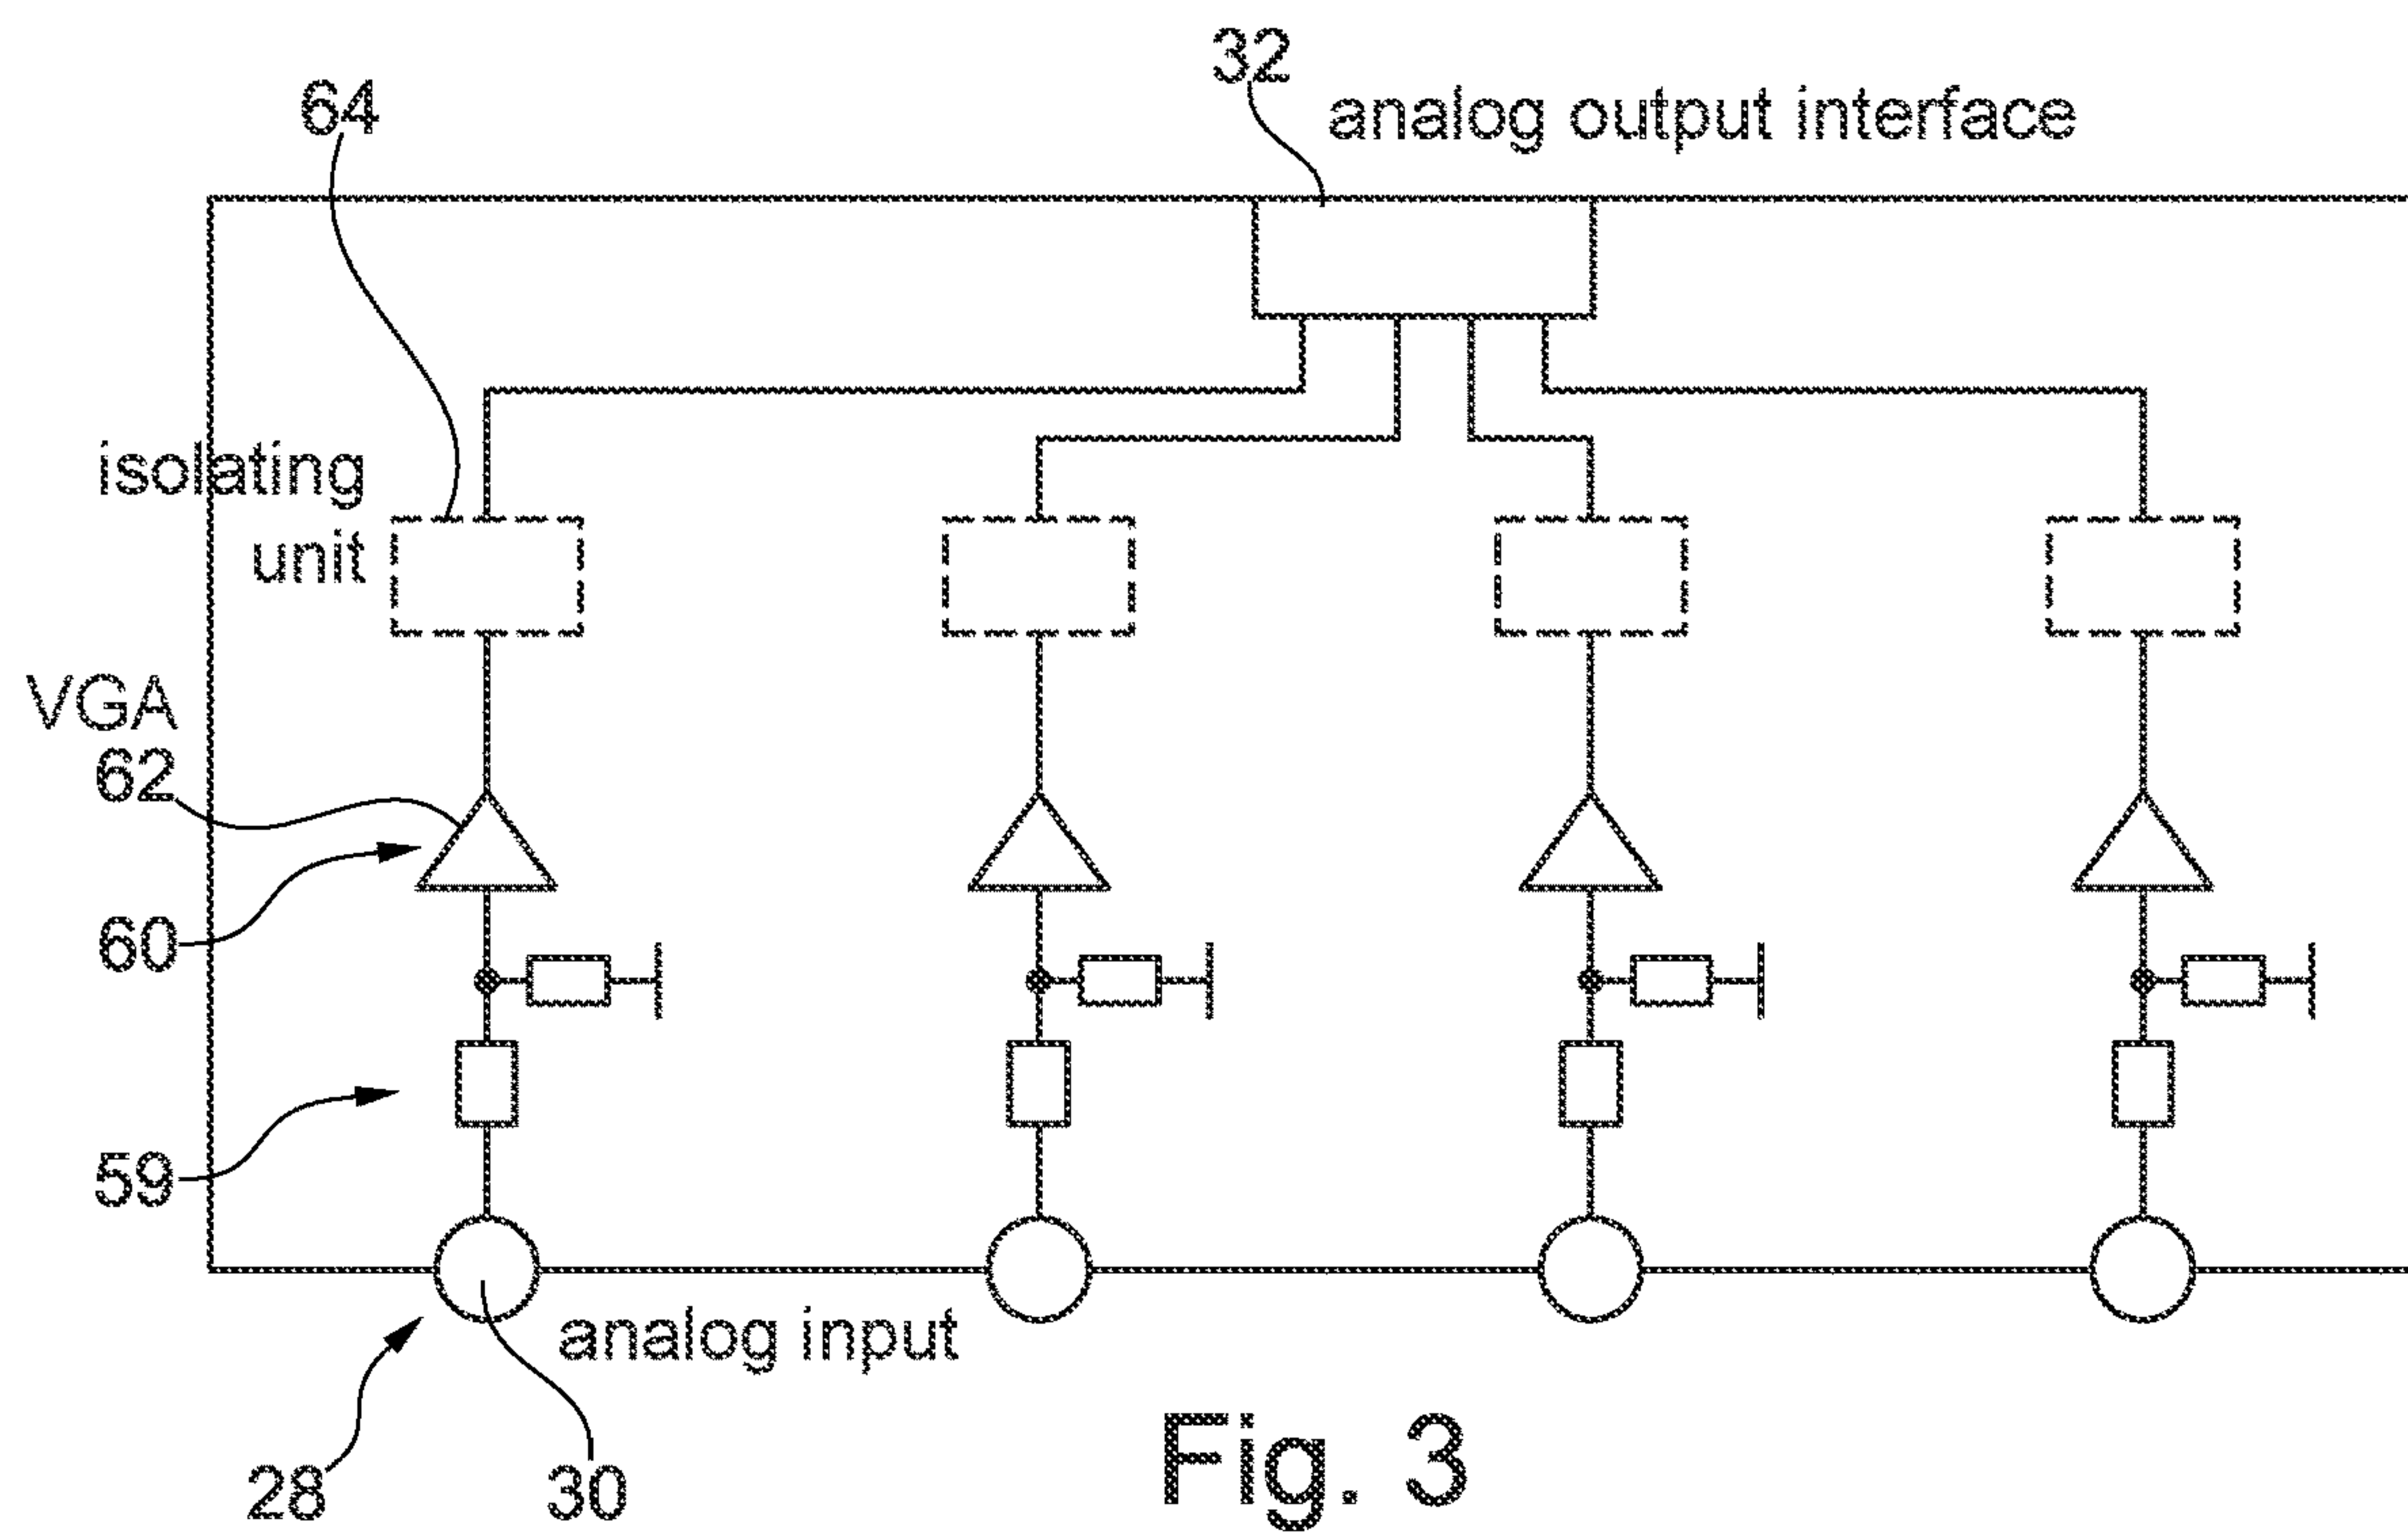 32
analog output interface
64
isolating
unit
VGA
62
60
59
analog input
28
30
Fig. 3